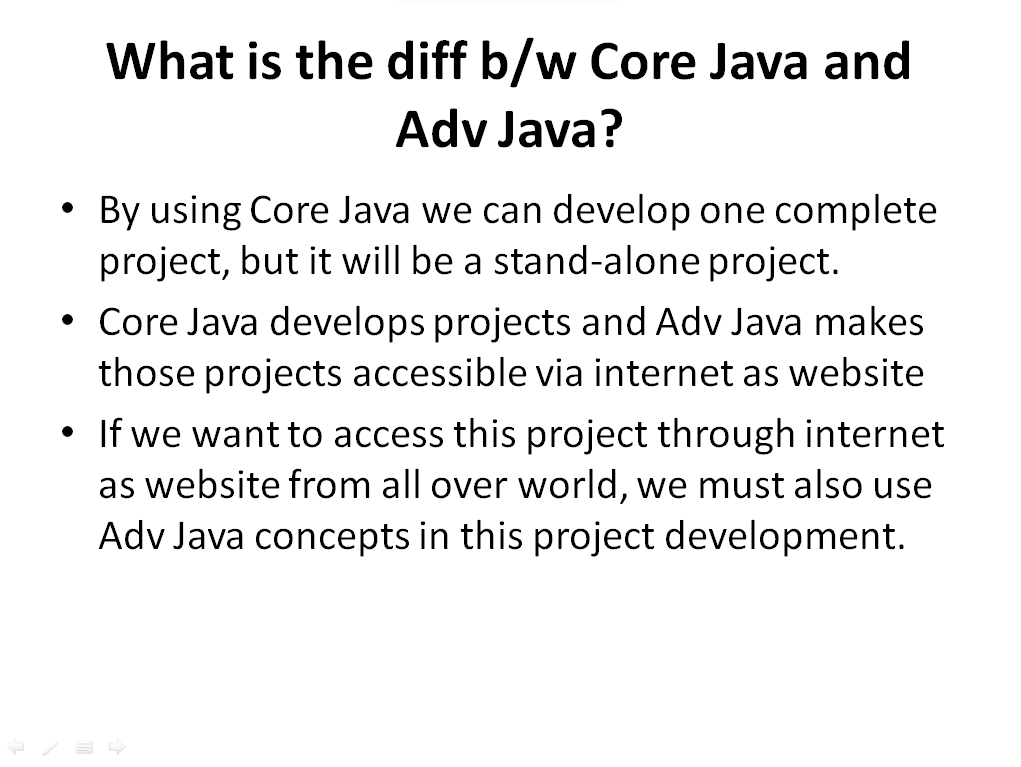 What is the diff b/w Core Java and
Adv Java?
• By using Core Java we can develop one complete
project, but it will be a stand-alone project.
• Core Java develops projects and Adv Java makes
those projects accessible via internet as website
• If we want to access this project through internet
as website from all over world, we must also use
Adv Java concepts in this project development.